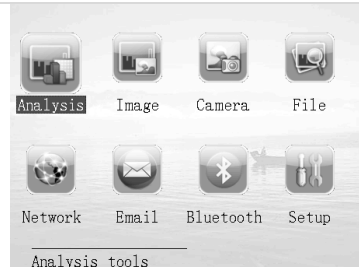 Analysis Image Camera File
Network Email Bluetooth Setup
Analysis tools